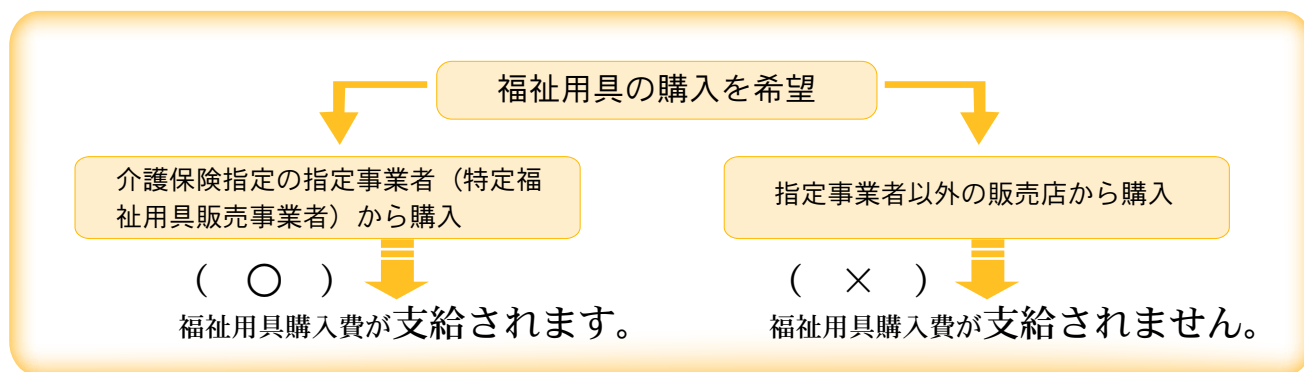 福祉用具の購入を希望
介護保険指定の指定事業者（特定福
祉用具販売事業者）から購入
（　〇　）
福祉用具購入費が支給されます。
指定事業者以外の販売店から購入
（　×　）
福祉用具購入費が支給されません。